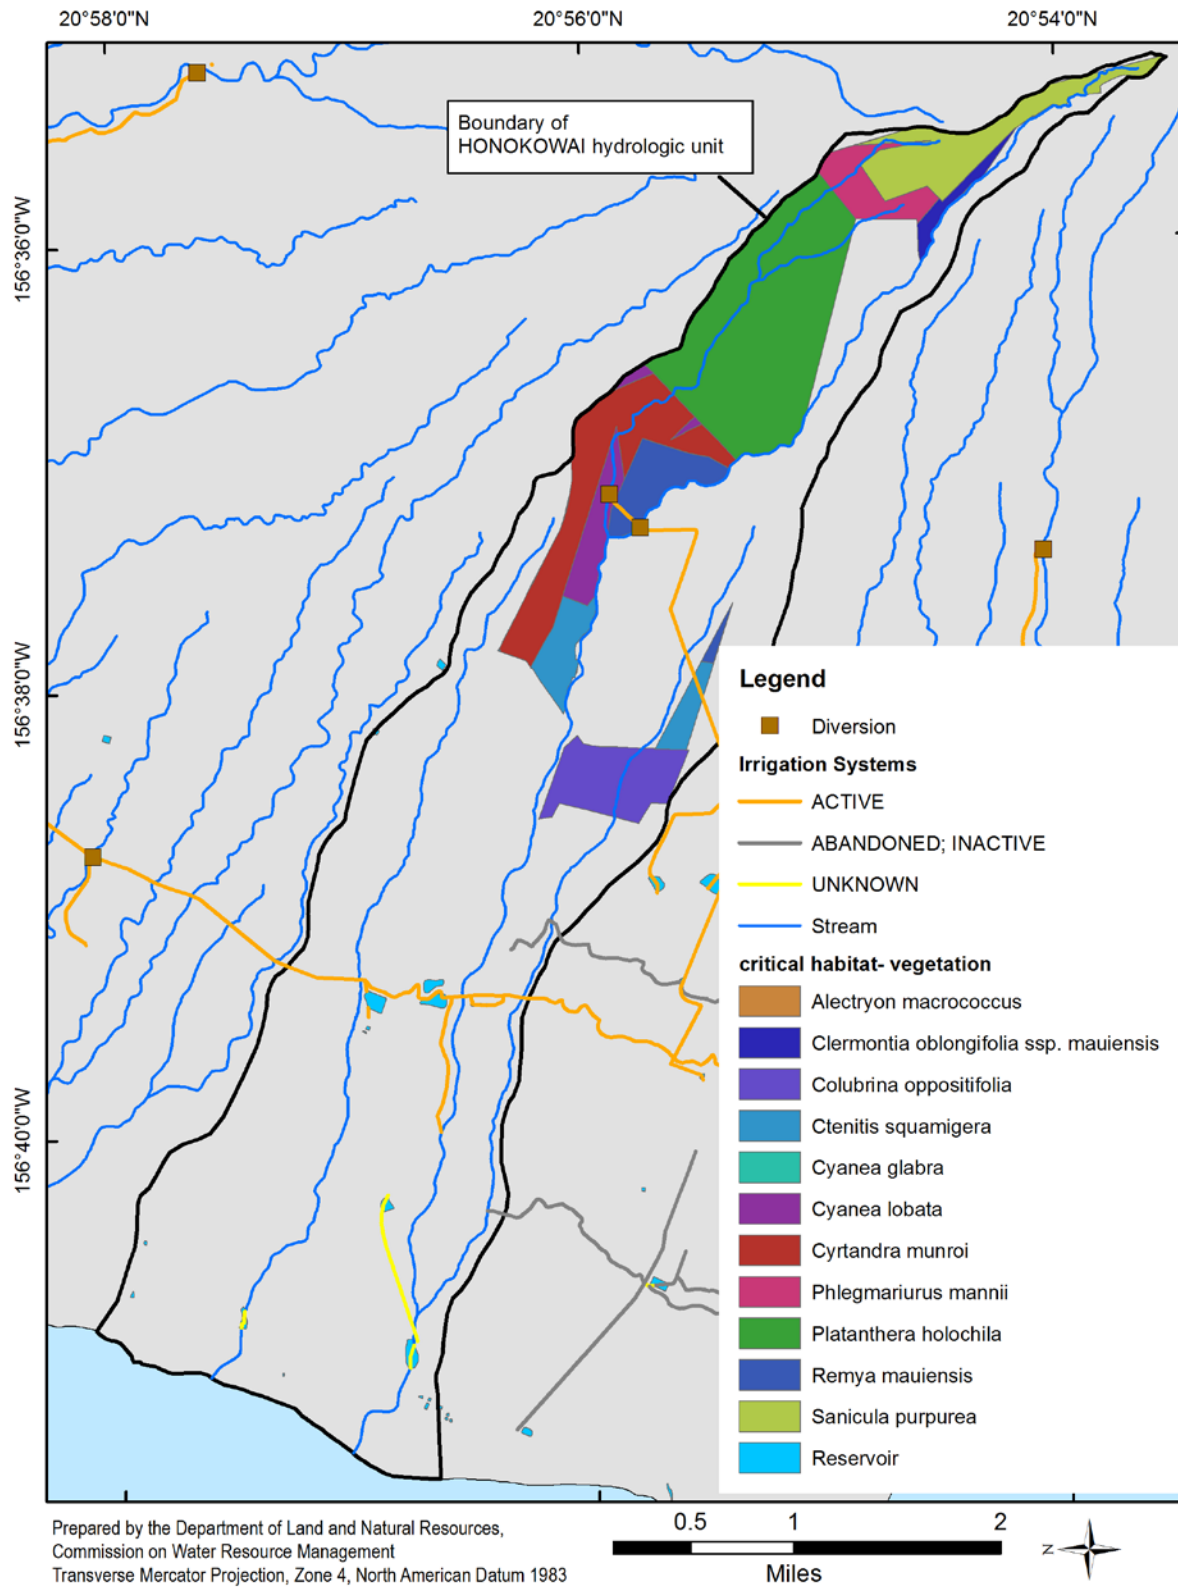 20°58'0"N
20°56'0"N
20°54'0"N
Boundary of
HONOKOWAI hydrologic unit
156°36'0"W
156°38'0"W
156°40'0"W
Legend
Diversion
Irrigation Systems
ACTIVE
ABANDONED; INACTIVE
UNKNOWN
Stream
critical habitat- vegetation
Alectryon macrococcus
Clermontia oblongifolia ssp. mauiensis
Colubrina oppositifolia
Ctenitis squamigera
Cyanea glabra
Cyanea lobata
Cyrtandra munroi
Phlegmariurus mannii
Platanthera holochila
Remya mauiensis
Sanicula purpurea
Reservoir
Prepared by the Department of Land and Natural Resources,
Commission on Water Resource Management
Transverse Mercator Projection, Zone 4, North American Datum 1983
0.5 1 2
Miles
N